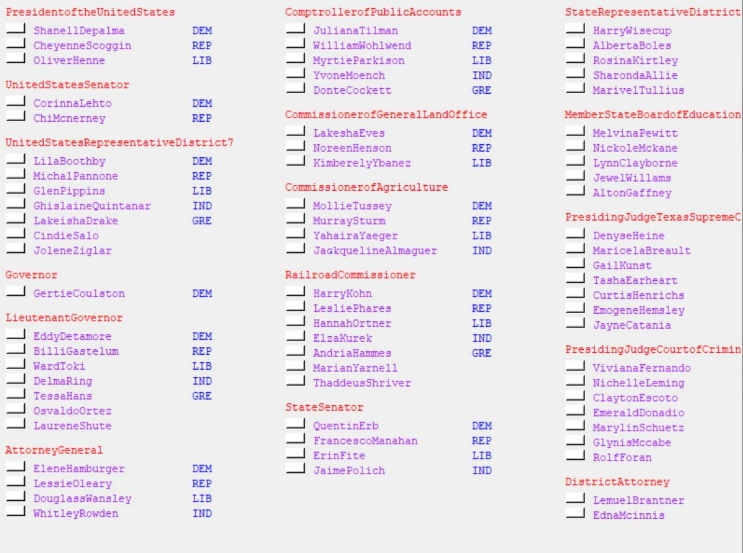 PresidentoftheUnitedStates
ShanellDepalma DEM
CheyenneScoggin REP
OliverHenne LIB
UnitedStatesSenator
CorinnaLehto DEM
ChiMcnerney REP
UnitedStatesRepresentativeDistrict7
LilaBoothby DEM
MichalPannone REP
GlenPippins LIB
GhislaineQuintanar IND
LakeishaDrake GRE
CindieSalo
JoleneZiglar
Governor
GertieCoulston DEM
LieutenantGovernor
EddyDetamore DEM
BilliGastelum REP
WardToki LIB
DelmaRing IND
TessaHans GRE
OsvaldoOrtez
LaureneShute
AttorneyGeneral
EleneHamburger DEM
LessieOleary REP
DouglassWansley LIB
WhitleyRowden IND
ComptrollerofPublicAccounts
JulianaTilman DEM
WilliamWohlwend REP
MyrtieParkison LIB
YvoneMoench IND
DonteCockett GRE
CommissionerofGeneralLandOffice
LakeshaEves DEM
NoreenHenson REP
KimberelyYbanez LIB
CommissionerofAgriculture
MollieTussey DEM
MurraySturm REP
YahairaYaeger LIB
JacquelineAlmaguer IND
RailroadCommissioner
HarryKohn DEM
LesliePhares REP
HannahOrtner LIB
ElzaKurek IND
AndriaHammes GRE
MarianYarnell
ThaddeusShriver
StateSenator
QuentinErb DEM
FrancescoManahan REP
ErinFite LIB
JaimePolich IND
StateRepresentativeDistrict
HarryWisecup
AlbertaBoles
RosinaKirtley
SharondaAllie
MarivelTullius
MemberStateBoardofEducation
MelvinaPewitt
NickoleMckane
LynnClayborne
JewelWillams
AltonGaffney
PresidingJudgeTexasSupremeC
DenyseHeine
MaricelaBreault
GailKunst
TashaEarheart
CurtisHenrichs
EmogeneHemsley
JayneCatania
PresidingJudgeCourtofCrimin
VivianaFernando
NichelleLeming
ClaytonEscoto
EmeraldDonadio
MarylinSchuetz
GlynisMccabe
RolfForan
DistrictAttorney
LemuelBrantner
EdnaMcinnis